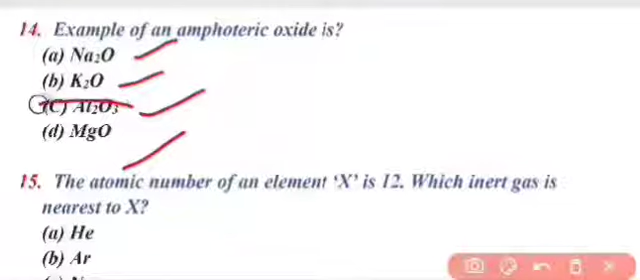 14. Example of an amphoteric oxide is?
(a) Na₂O
(b) K₂O
(C) Al₂O₃
(d) MgO
15. The atomic number of an element ‘X’ is 12. Which inert gas is
nearest to X?
(a) He
(b) Ar